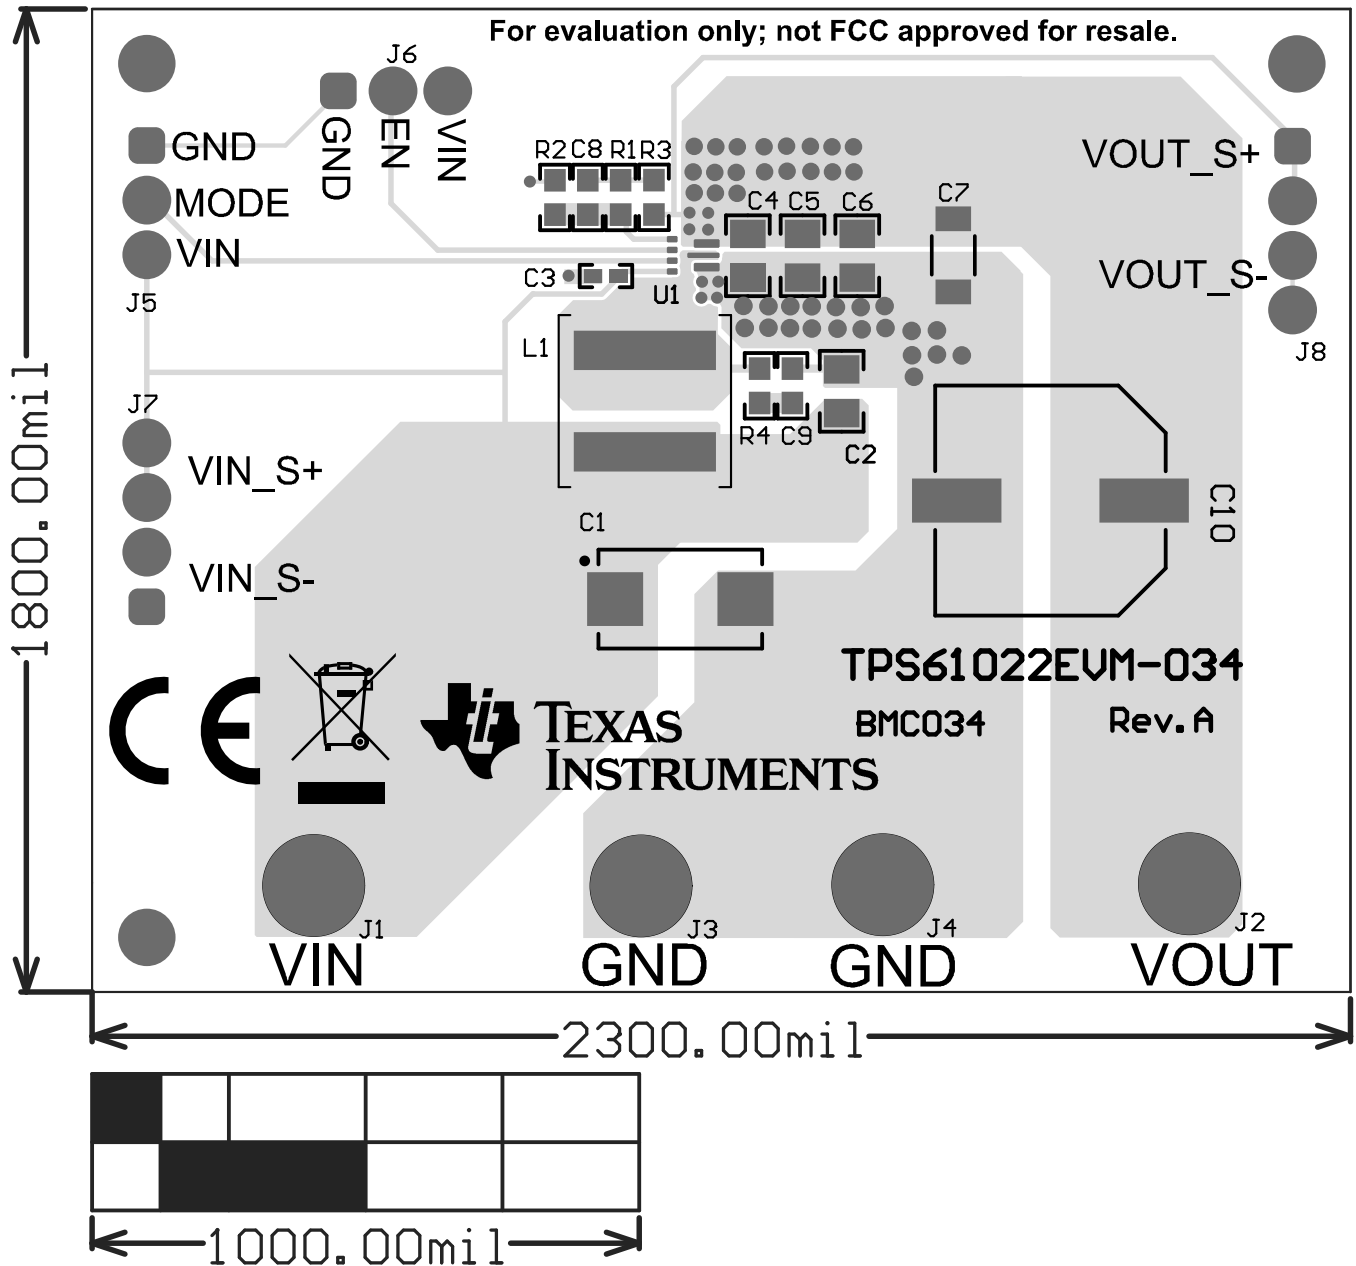 For evaluation only; not FCC approved for resale.
J6
GND
EN
VIN
GND
MODE
VIN
J5
R2 C8 R1 R3
C4 C5 C6 C7
VOUT_S+
VOUT_S-
J8
C3
U1
L1
1800.00mil
J7
VIN_S+
VIN_S-
R4 C9 C2
C10
C1
TPS61022EVM-034
BMC034 Rev.A
CE
TEXAS
INSTRUMENTS
J1 J3 J4 J2
VIN GND GND VOUT
2300.00mil
1000.00mil